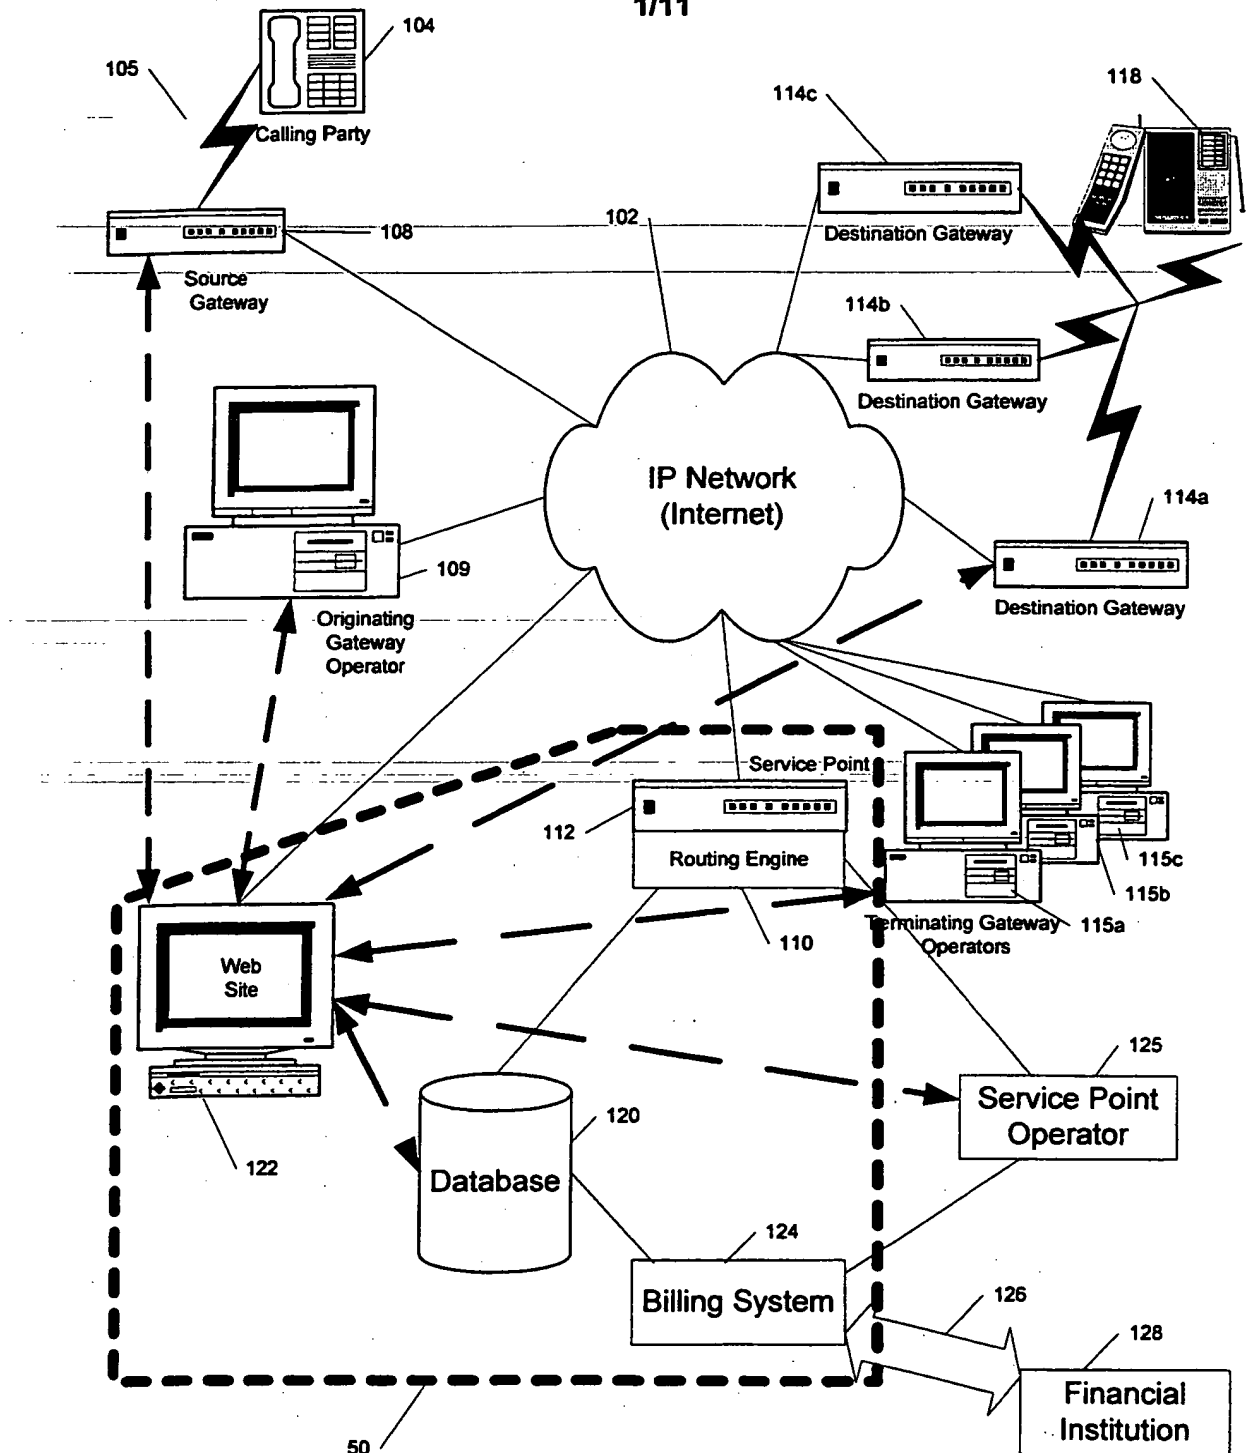 1/11
104
105
Calling Party
118
114c
102
108
Destination Gateway
Source
Gateway
114b
Destination Gateway
IP Network
(Internet)
114a
109
Destination Gateway
Originating
Gateway
Operator
Service Point
112
Routing Engine
115c
115b
115a
Terminating Gateway
Operators
110
Web
Site
125
Service Point
Operator
120
122
Database
124
Billing System
126
128
Financial
Institution
50